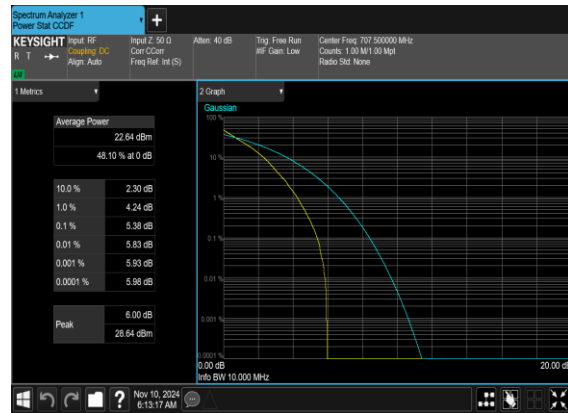 Spectrum Analyzer 1
Power Stat CCDF
KEYSIGHT
R T
LXI
Input: RF
Coupling: DC
Align: Auto
Input Z: 50 Ω
Corr CCorr
Freq Ref: Int (S)
Atten: 40 dB
Trig: Free Run
#IF Gain: Low
Center Freq: 707.500000 MHz
Counts: 1.00 M/1.00 Mpt
Radio Std: None
1 Metrics
Average Power
22.64 dBm
48.10 % at 0 dB
10.0 % 2.30 dB
1.0 % 4.24 dB
0.1 % 5.38 dB
0.01 % 5.83 dB
0.001 % 5.93 dB
0.0001 % 5.98 dB
Peak
6.00 dB
28.64 dBm
2 Graph
Gaussian
100 %
10 %
1 %
0.1 %
0.01 %
0.001 %
0.0001 %
0.00 dB
20.00 dB
Info BW 10.000 MHz
Nov 10, 2024
6:13:17 AM